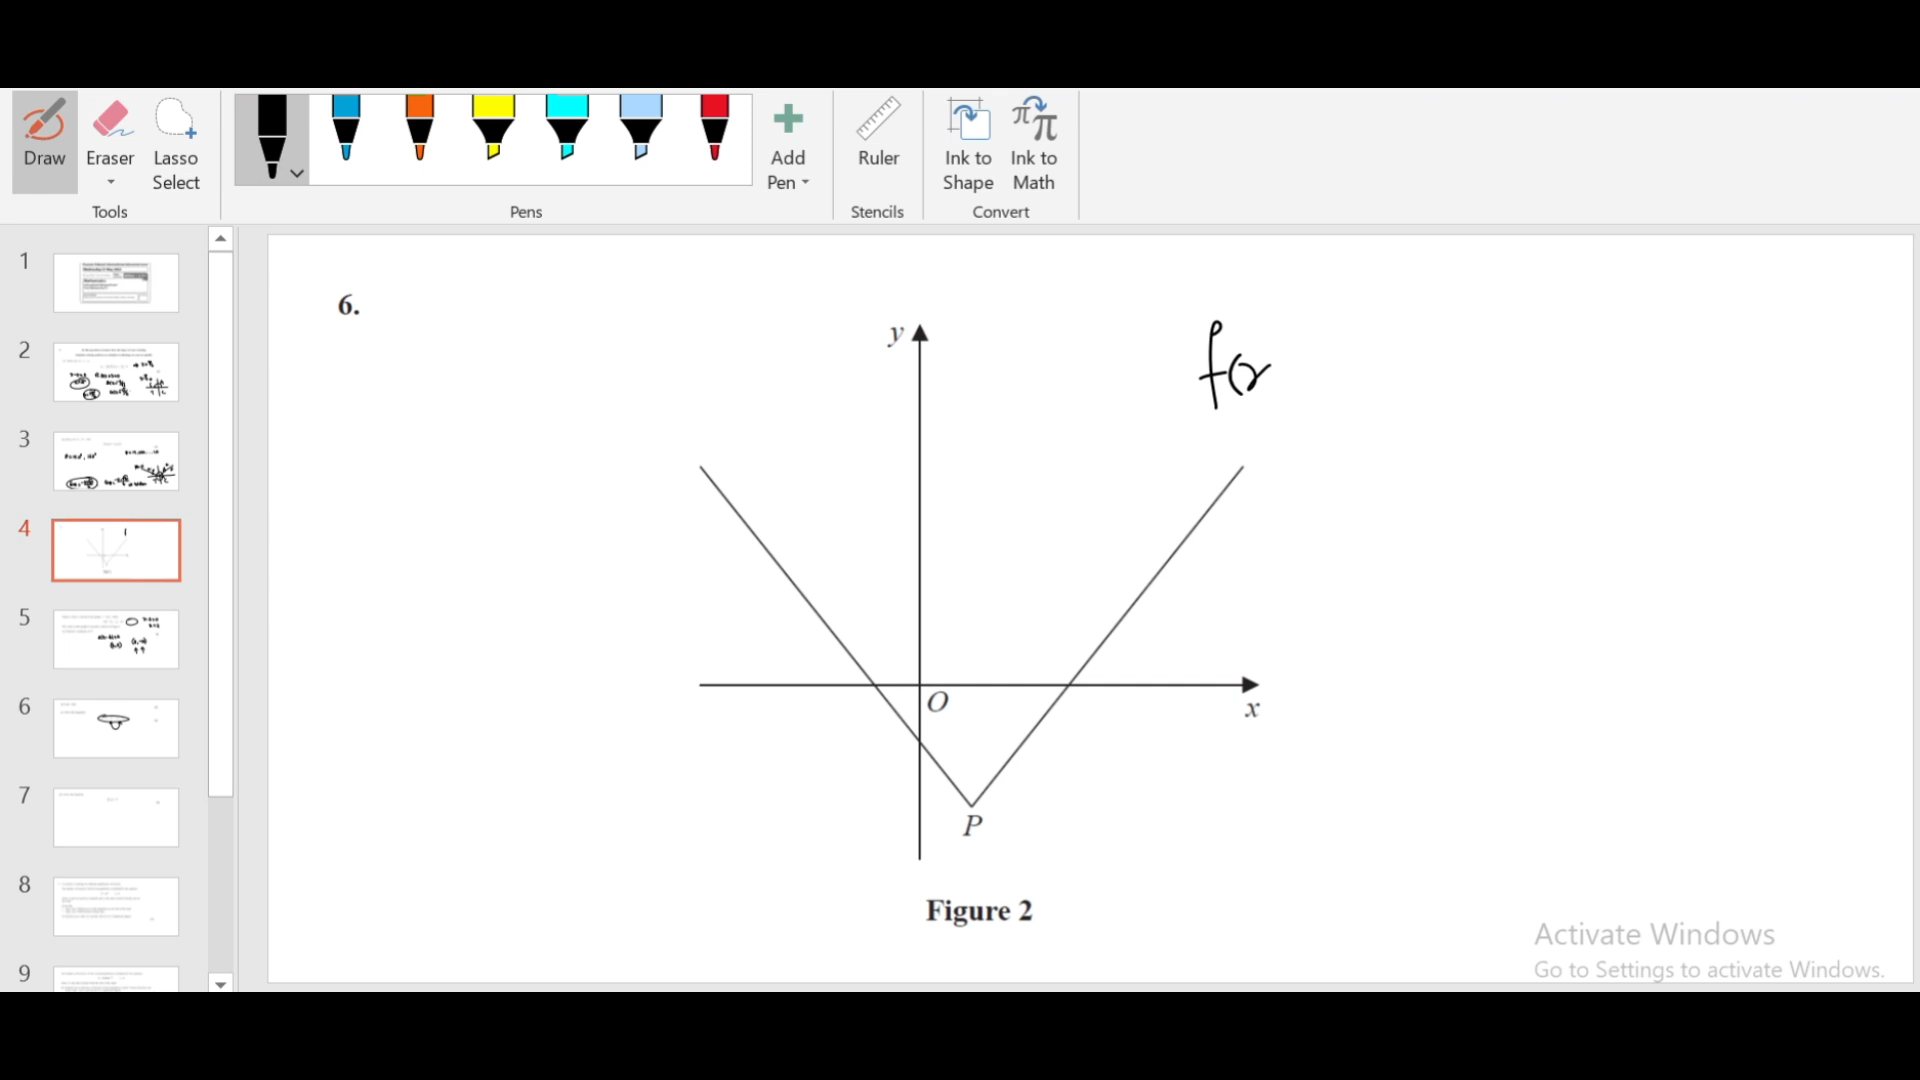 Draw
Eraser
Lasso
Select
Add
Pen
Ruler
Ink to
Shape
Ink to
Math
Tools
Pens
Stencils
Convert
1
2
3
4
5
6
7
8
9
6.
y
f(x
O
x
P
Figure 2
Activate Windows
Go to Settings to activate Windows.